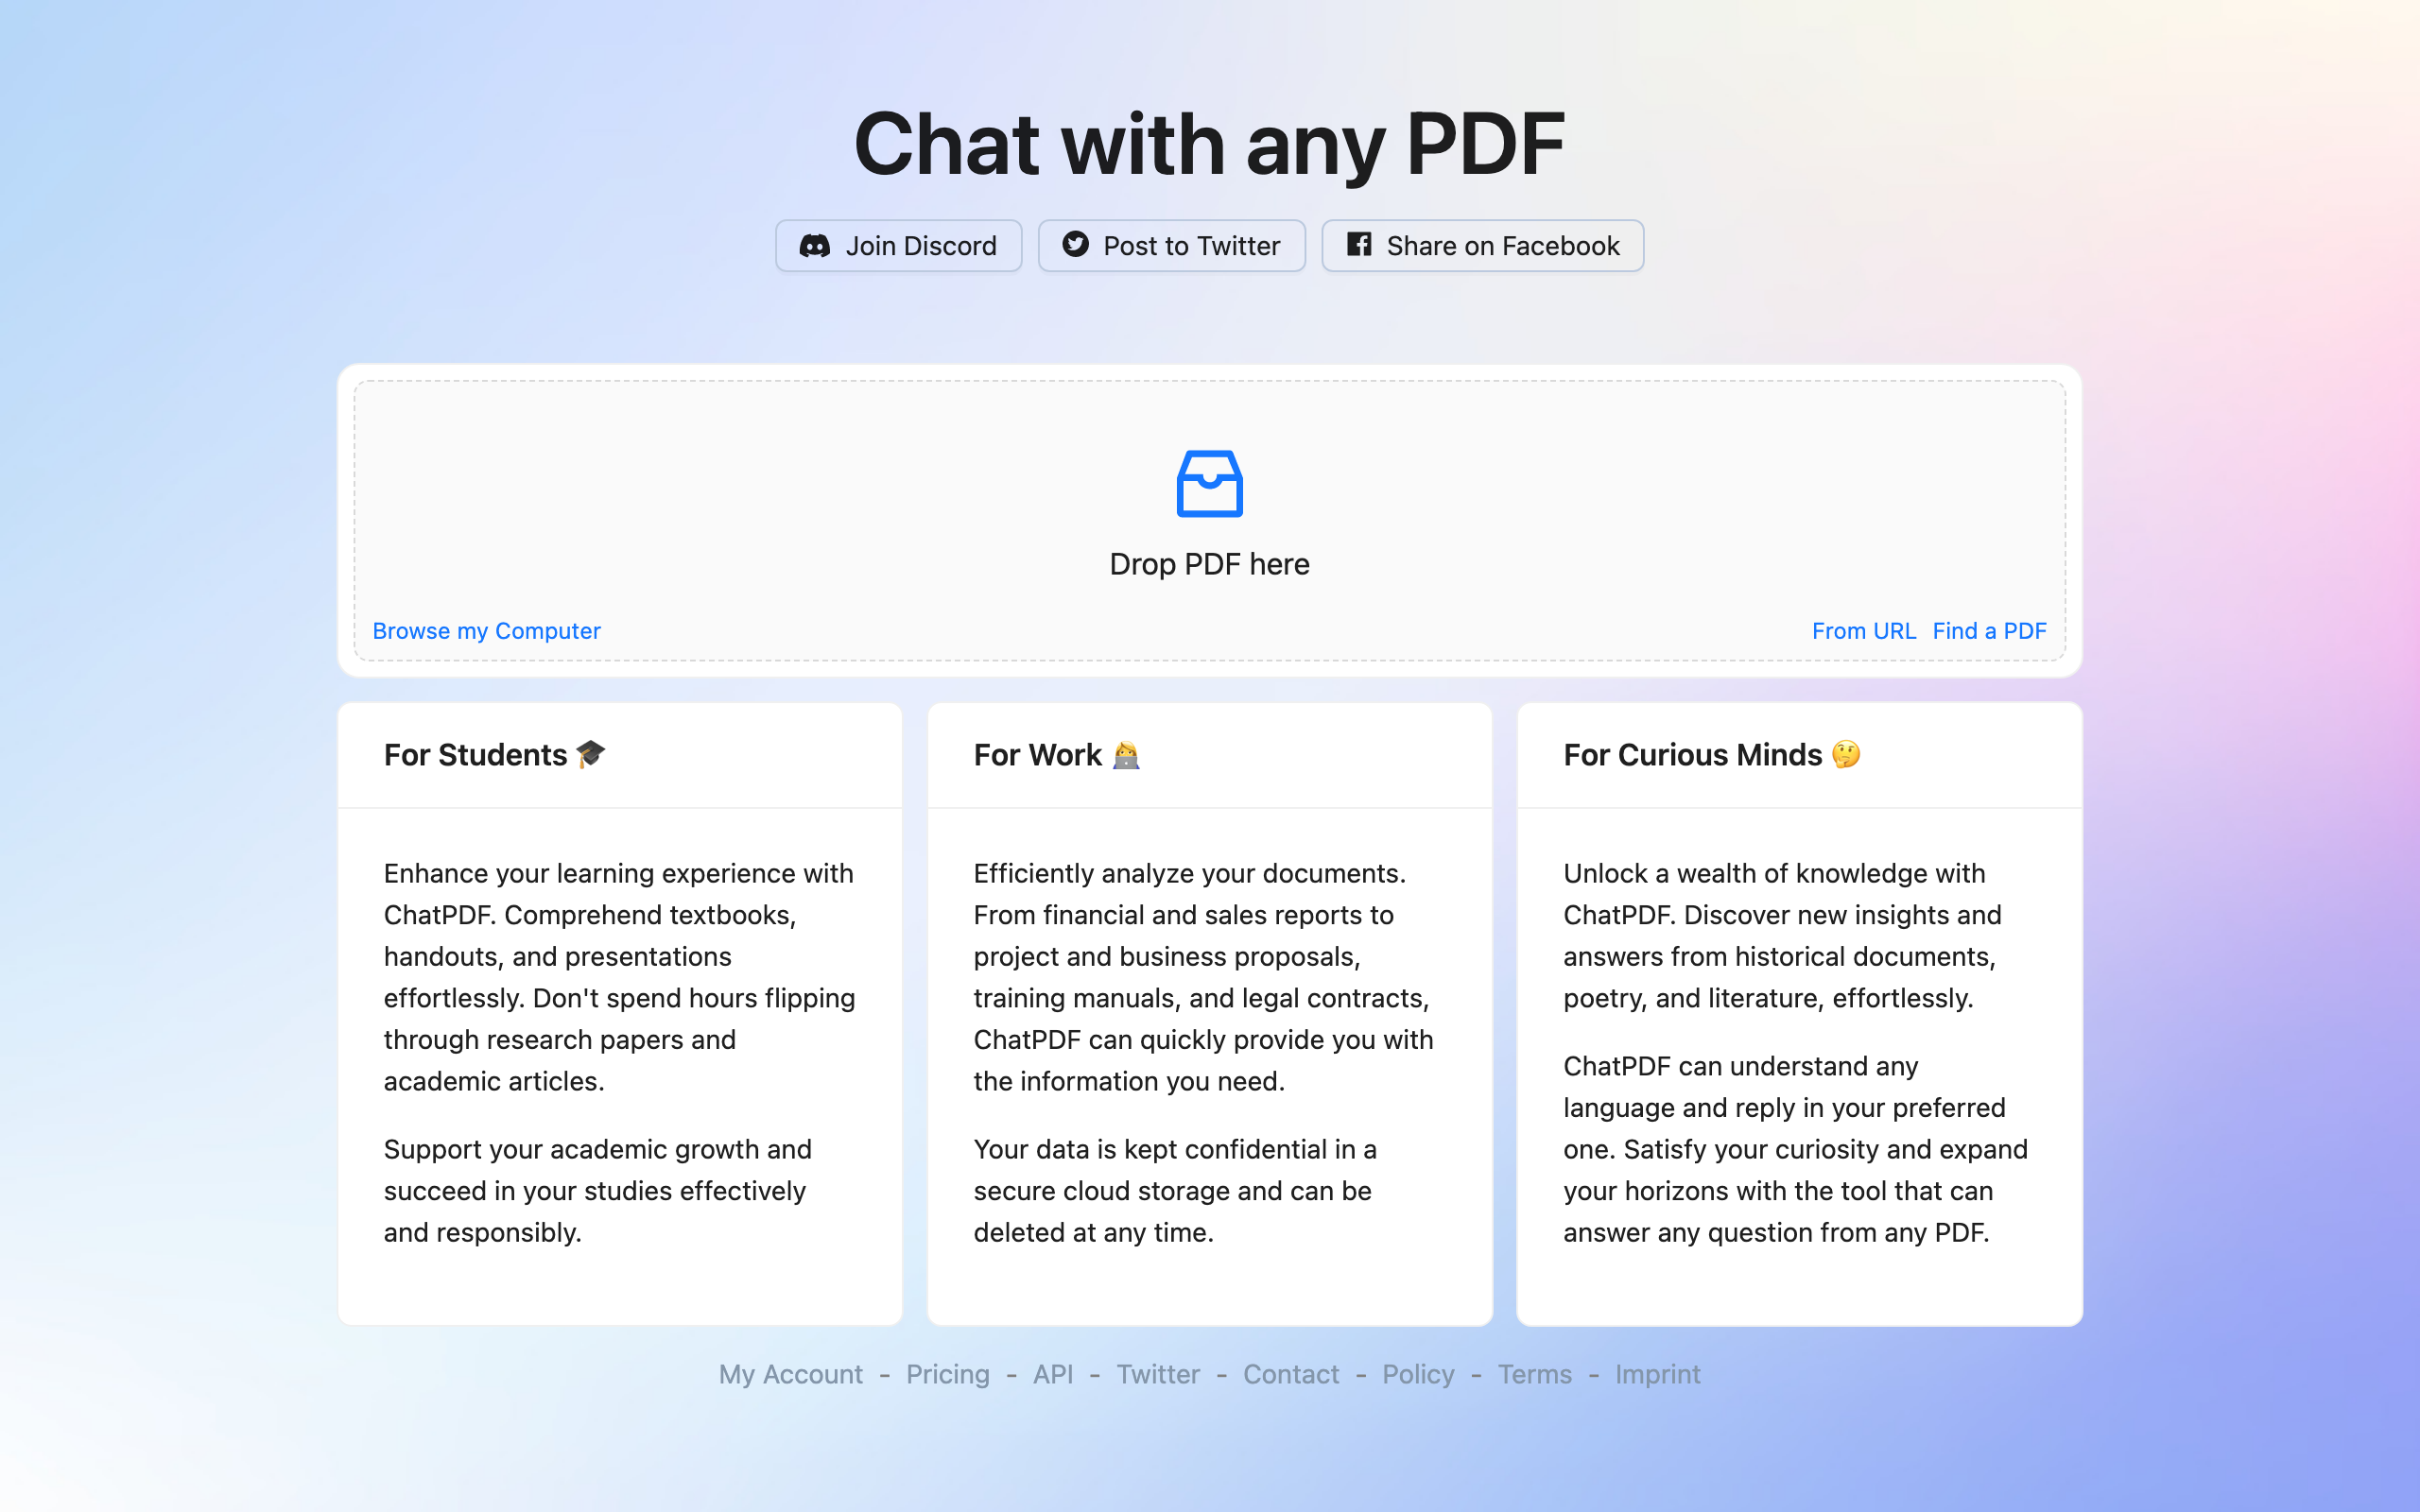 Chat with any PDF
Join Discord
Post to Twitter
Share on Facebook
Drop PDF here
Browse my Computer
From URL
Find a PDF
For Students 🎓
Enhance your learning experience with
ChatPDF. Comprehend textbooks,
handouts, and presentations
effortlessly. Don't spend hours flipping
through research papers and
academic articles.
Support your academic growth and
succeed in your studies effectively
and responsibly.
For Work 👩‍💻
Efficiently analyze your documents.
From financial and sales reports to
project and business proposals,
training manuals, and legal contracts,
ChatPDF can quickly provide you with
the information you need.
Your data is kept confidential in a
secure cloud storage and can be
deleted at any time.
For Curious Minds 🤔
Unlock a wealth of knowledge with
ChatPDF. Discover new insights and
answers from historical documents,
poetry, and literature, effortlessly.
ChatPDF can understand any
language and reply in your preferred
one. Satisfy your curiosity and expand
your horizons with the tool that can
answer any question from any PDF.
My Account - Pricing - API - Twitter - Contact - Policy - Terms - Imprint